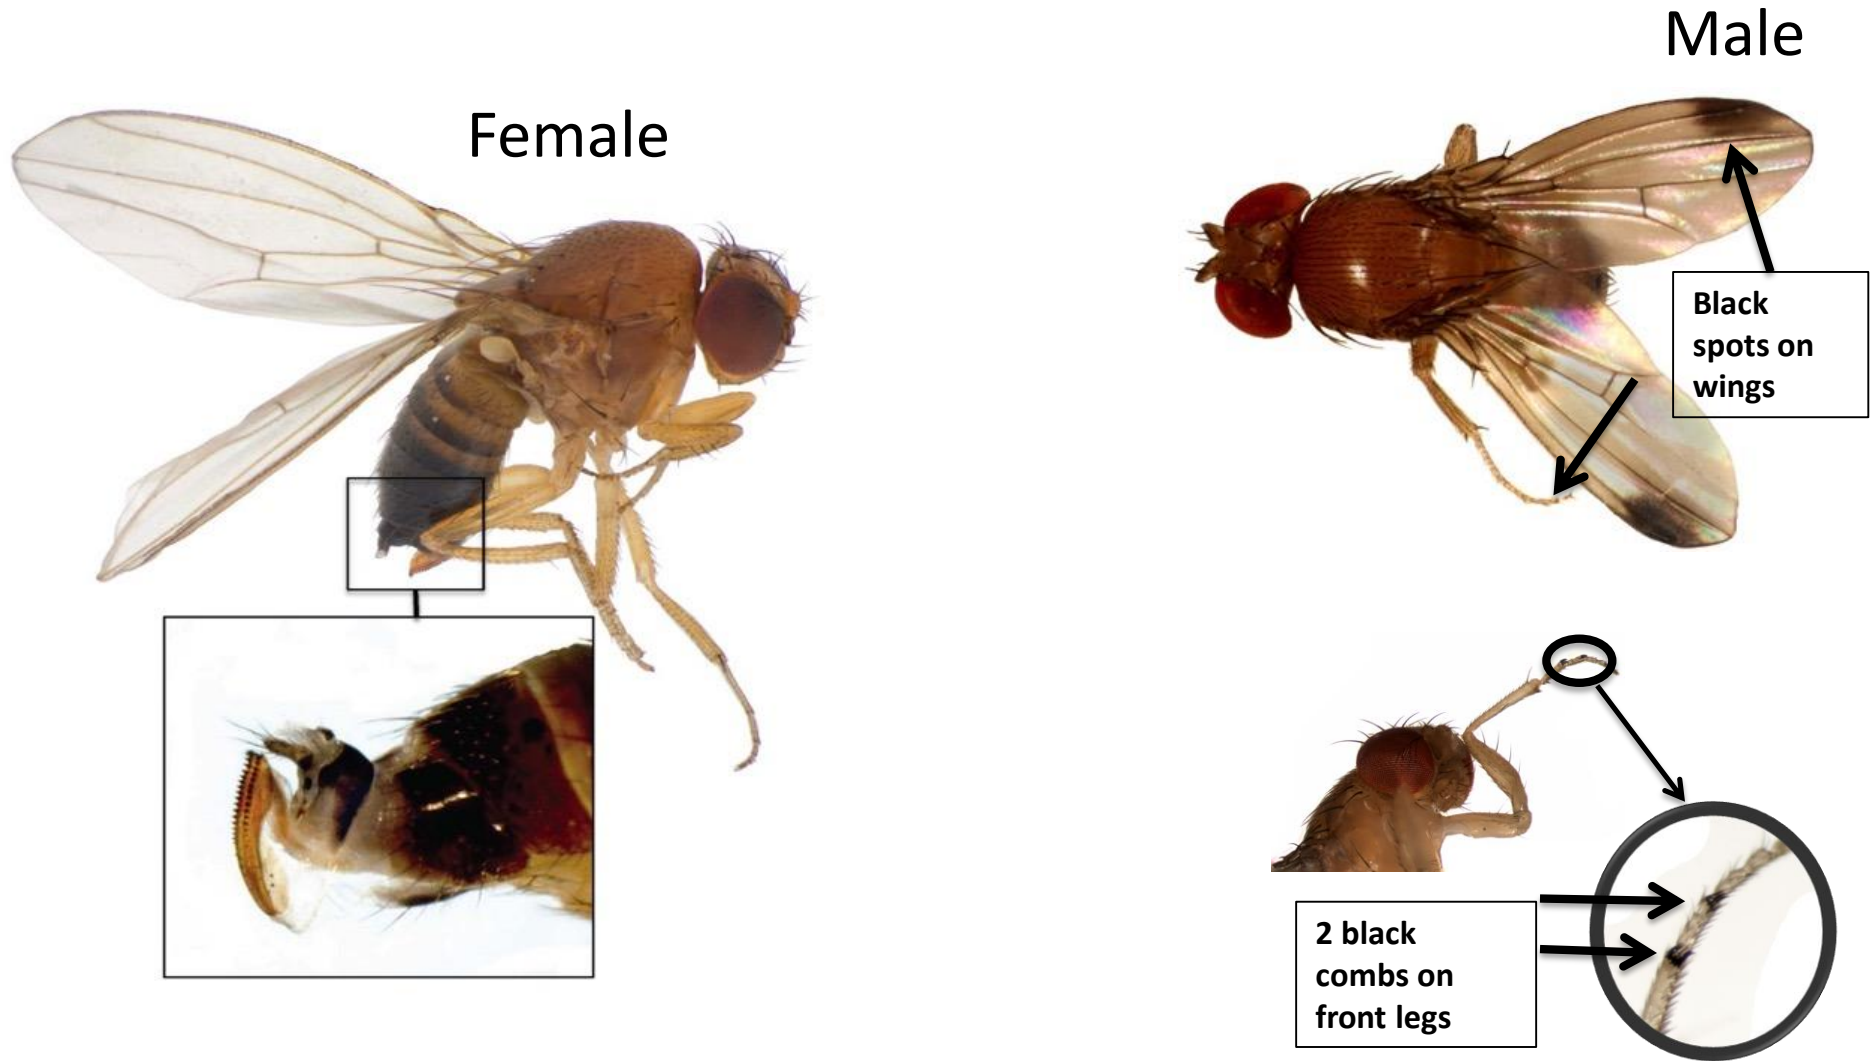 Female
Male
Black
spots on
wings
2 black
combs on
front legs